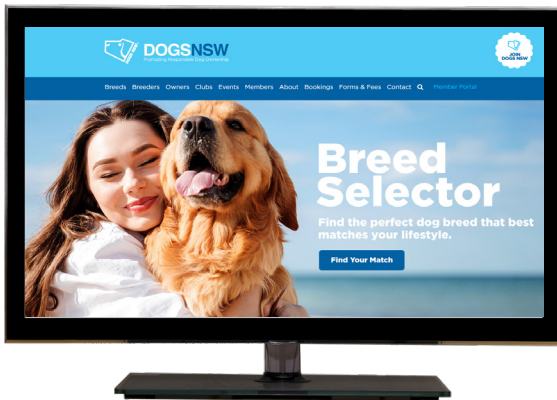 DOGSNSW
Promoting Responsible Dog Ownership
JOIN
DOGS NSW
Breeds Breeders Owners Clubs Events Members About Bookings Forms & Fees Contact Member Portal
Breed
Selector
Find the perfect dog breed that best
matches your lifestyle.
Find Your Match